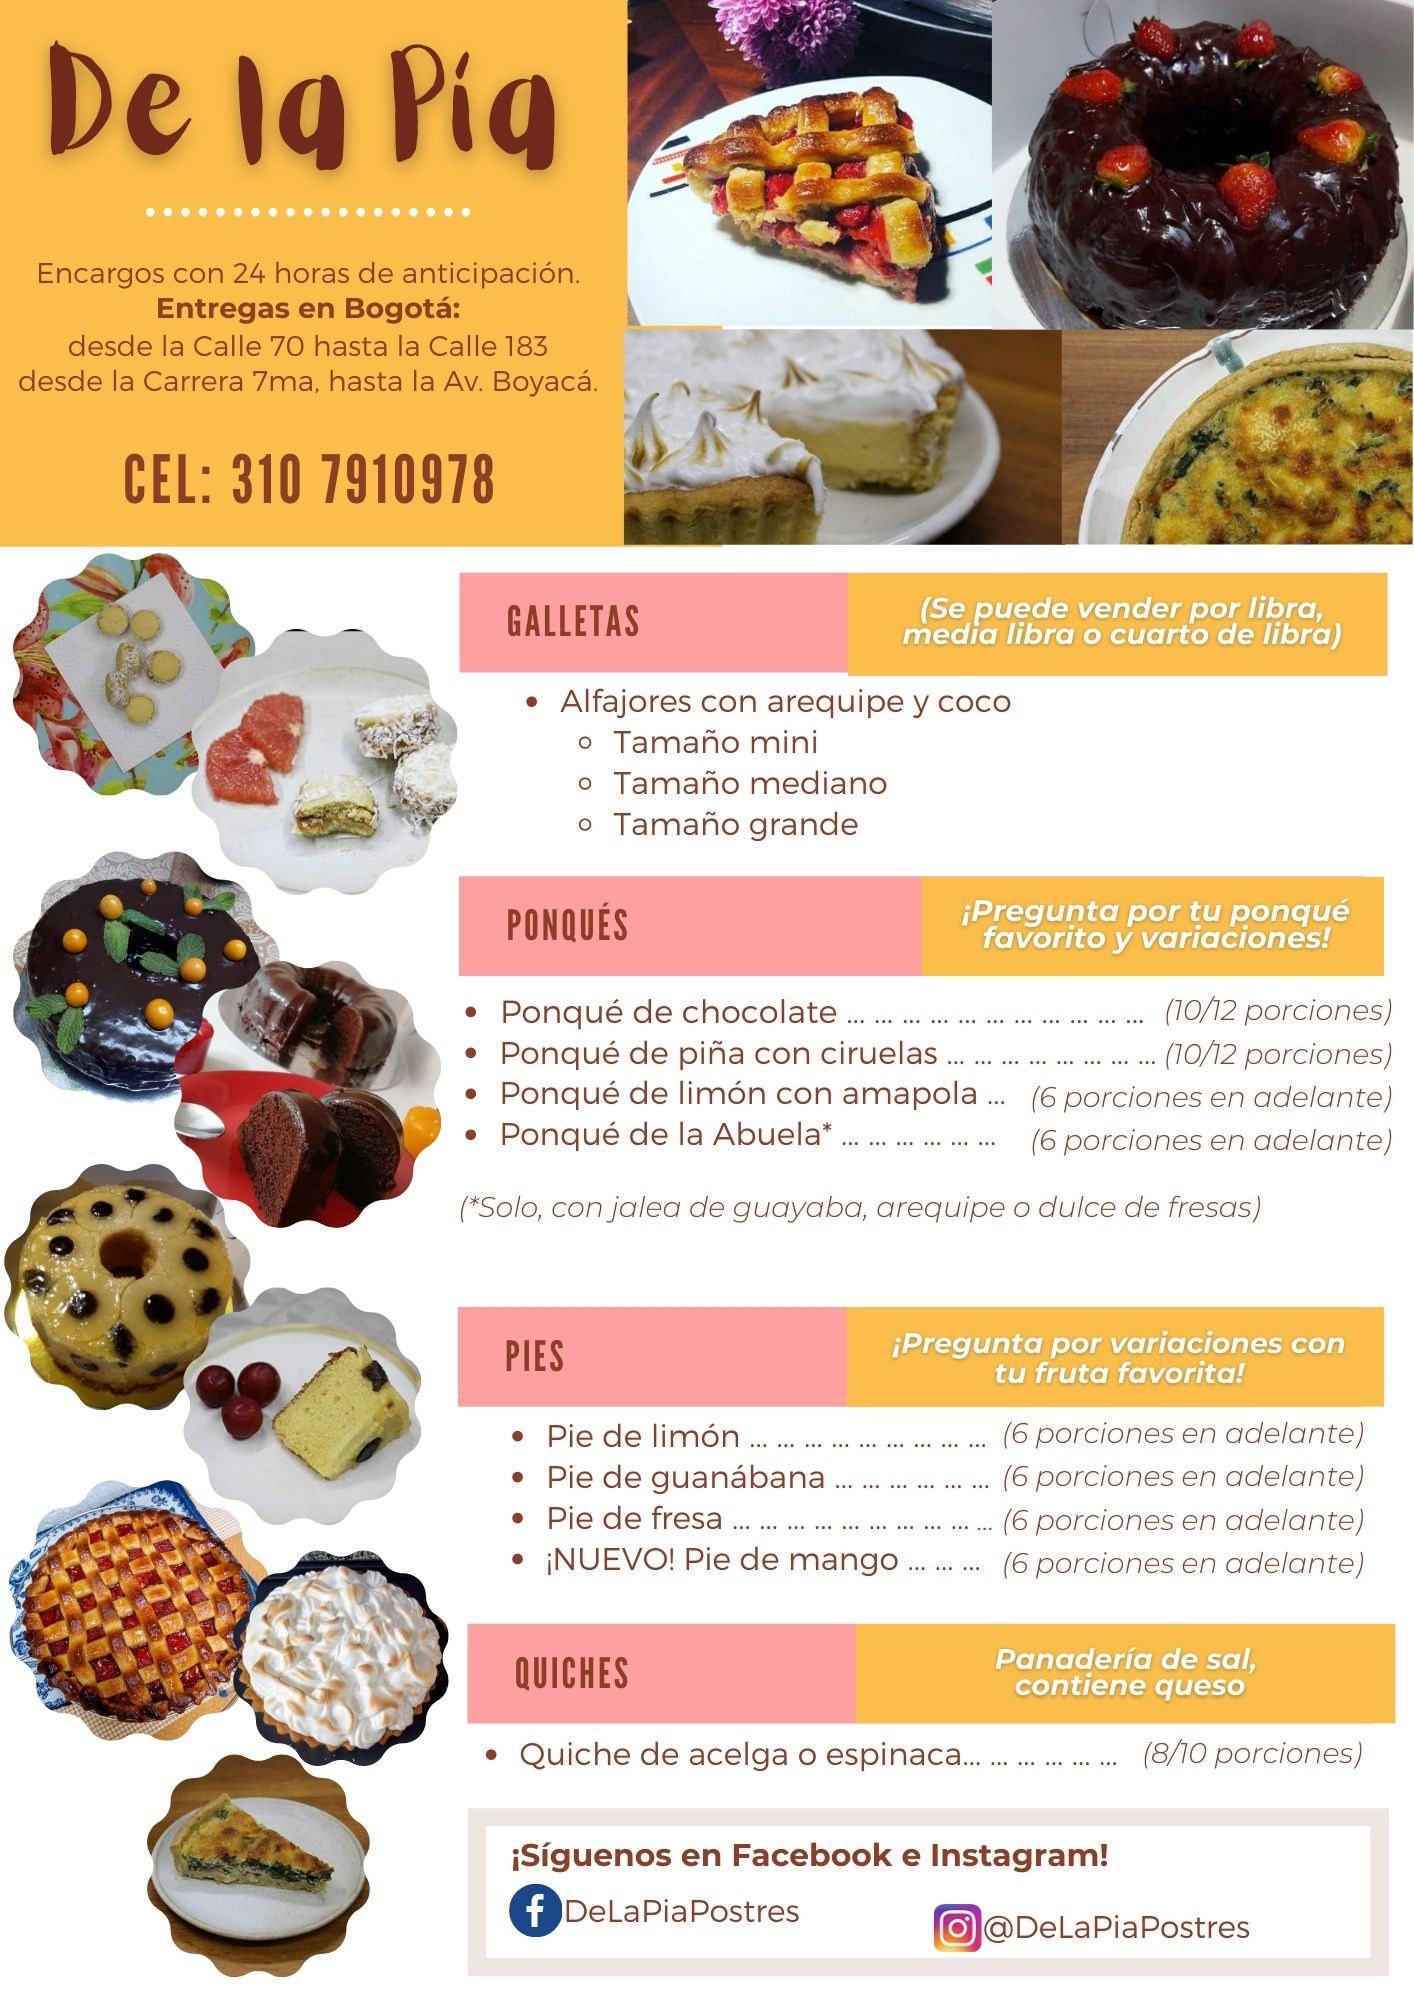 De la Pía
Encargos con 24 horas de anticipación.
Entregas en Bogotá:
desde la Calle 70 hasta la Calle 183
desde la Carrera 7ma, hasta la Av. Boyacá.
CEL: 310 7910978
GALLETAS
(Se puede vender por libra,
media libra o cuarto de libra)
• Alfajores con arequipe y coco
○ Tamaño mini
○ Tamaño mediano
○ Tamaño grande
PONQUÉS
¡Pregunta por tu ponqué
favorito y variaciones!
• Ponqué de chocolate ... ... ... ... ... ... ... ... ... ... ... (10/12 porciones)
• Ponqué de piña con ciruelas ... ... ... ... ... ... ... ... (10/12 porciones)
• Ponqué de limón con amapola ... (6 porciones en adelante)
• Ponqué de la Abuela* ... ... ... ... ... ... (6 porciones en adelante)
(*Solo, con jalea de guayaba, arequipe o dulce de fresas)
PIES
¡Pregunta por variaciones con
tu fruta favorita!
• Pie de limón ... ... ... ... ... ... ... ... ... (6 porciones en adelante)
• Pie de guanábana ... ... ... ... ... ... (6 porciones en adelante)
• Pie de fresa ... ... ... ... ... ... ... ... ... ... (6 porciones en adelante)
• ¡NUEVO! Pie de mango ... ... ... (6 porciones en adelante)
QUICHES
Panadería de sal,
contiene queso
• Quiche de acelga o espinaca... ... ... ... ... ... (8/10 porciones)
¡Síguenos en Facebook e Instagram!
DeLaPiaPostres
@DeLaPiaPostres